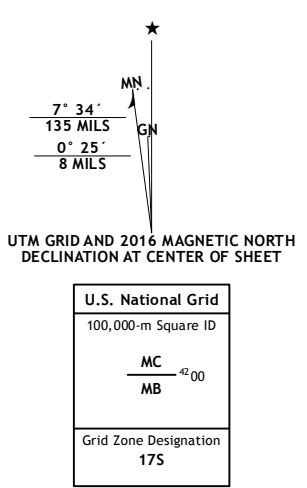 MN
7° 34´
135 MILS
GN
0° 25´
8 MILS
UTM GRID AND 2016 MAGNETIC NORTH
DECLINATION AT CENTER OF SHEET
U.S. National Grid
100,000-m Square ID
MC
4200
MB
Grid Zone Designation
17S